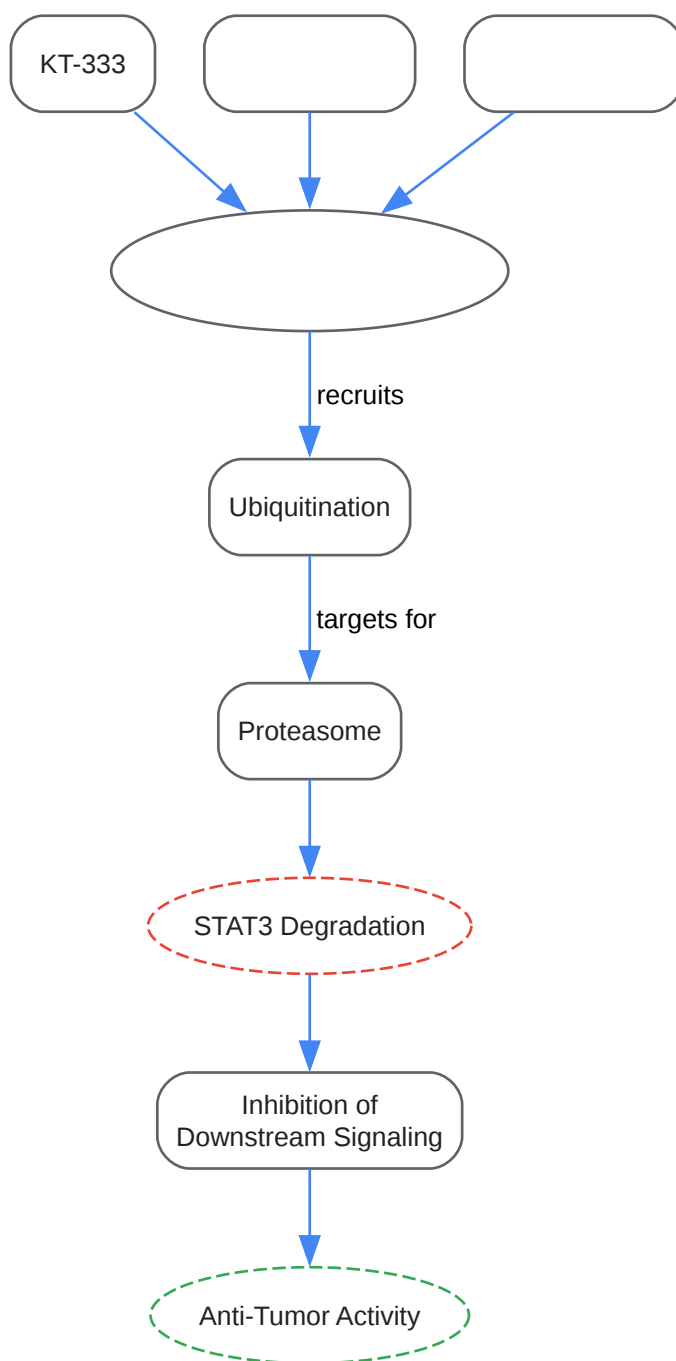 KT-333
recruits
Ubiquitination
targets for
Proteasome
STAT3 Degradation
Inhibition of
Downstream Signaling
Anti-Tumor Activity